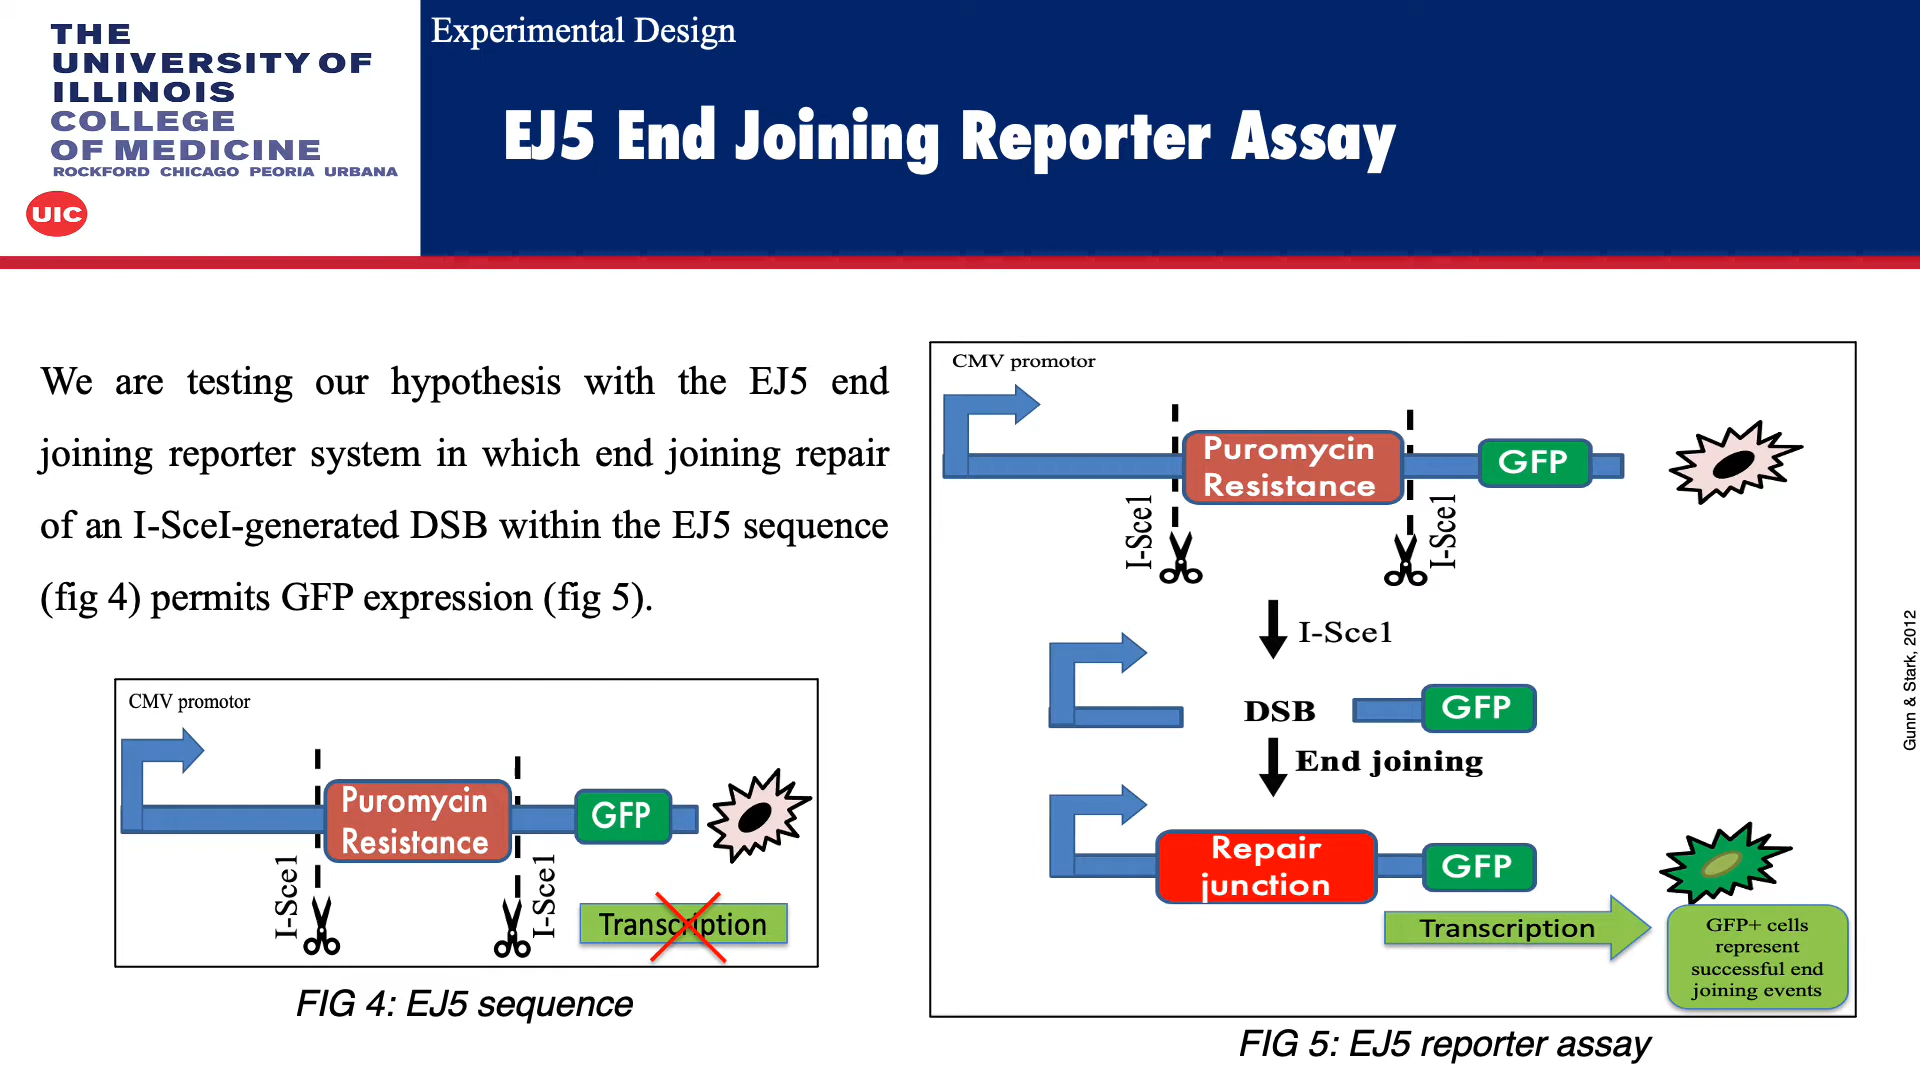 THE
UNIVERSITY OF
ILLINOIS
COLLEGE
OF MEDICINE
ROCKFORD CHICAGO PEORIA URBANA
UIC
Experimental Design
EJ5 End Joining Reporter Assay
We are testing our hypothesis with the EJ5 end
joining reporter system in which end joining repair
of an I-SceI-generated DSB within the EJ5 sequence
(fig 4) permits GFP expression (fig 5).
CMV promotor
Puromycin
Resistance
GFP
I-Sce1
I-Sce1
Transcription
FIG 4: EJ5 sequence
CMV promotor
Puromycin
Resistance
GFP
I-Sce1
I-Sce1
I-Sce1
DSB
GFP
End joining
Repair
junction
GFP
Transcription
GFP+ cells
represent
successful end
joining events
FIG 5: EJ5 reporter assay
Gunn & Stark, 2012